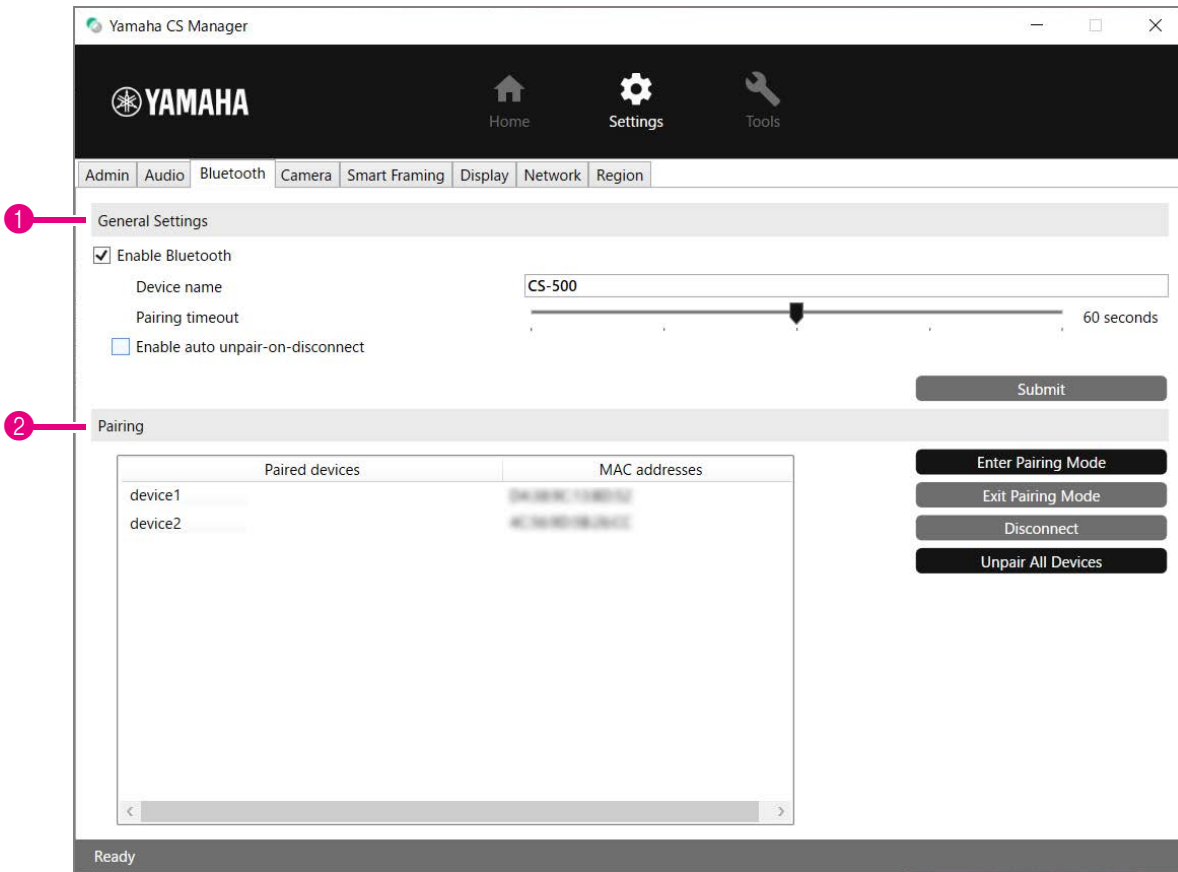 Yamaha CS Manager
YAMAHA
Home Settings Tools
Admin Audio Bluetooth Camera Smart Framing Display Network Region
1 General Settings
Enable Bluetooth
Device name CS-500
Pairing timeout 60 seconds
Enable auto unpair-on-disconnect
Submit
2 Pairing
Paired devices MAC addresses
device1
device2
Enter Pairing Mode
Exit Pairing Mode
Disconnect
Unpair All Devices
Ready